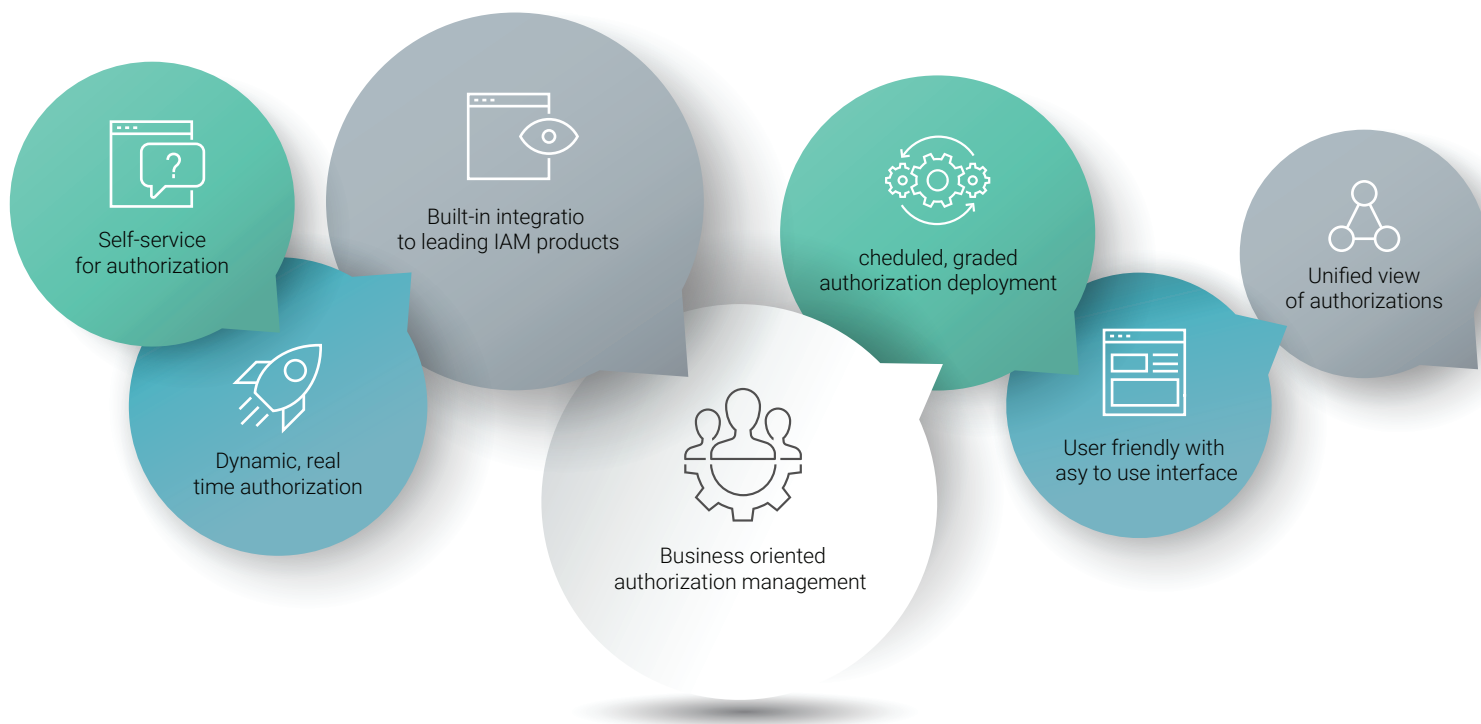 Self-service
for authorization
Dynamic, real
time authorization
Built-in integratio
to leading IAM products
Business oriented
authorization management
cheduled, graded
authorization deployment
User friendly with
asy to use interface
Unified view
of authorizations
?